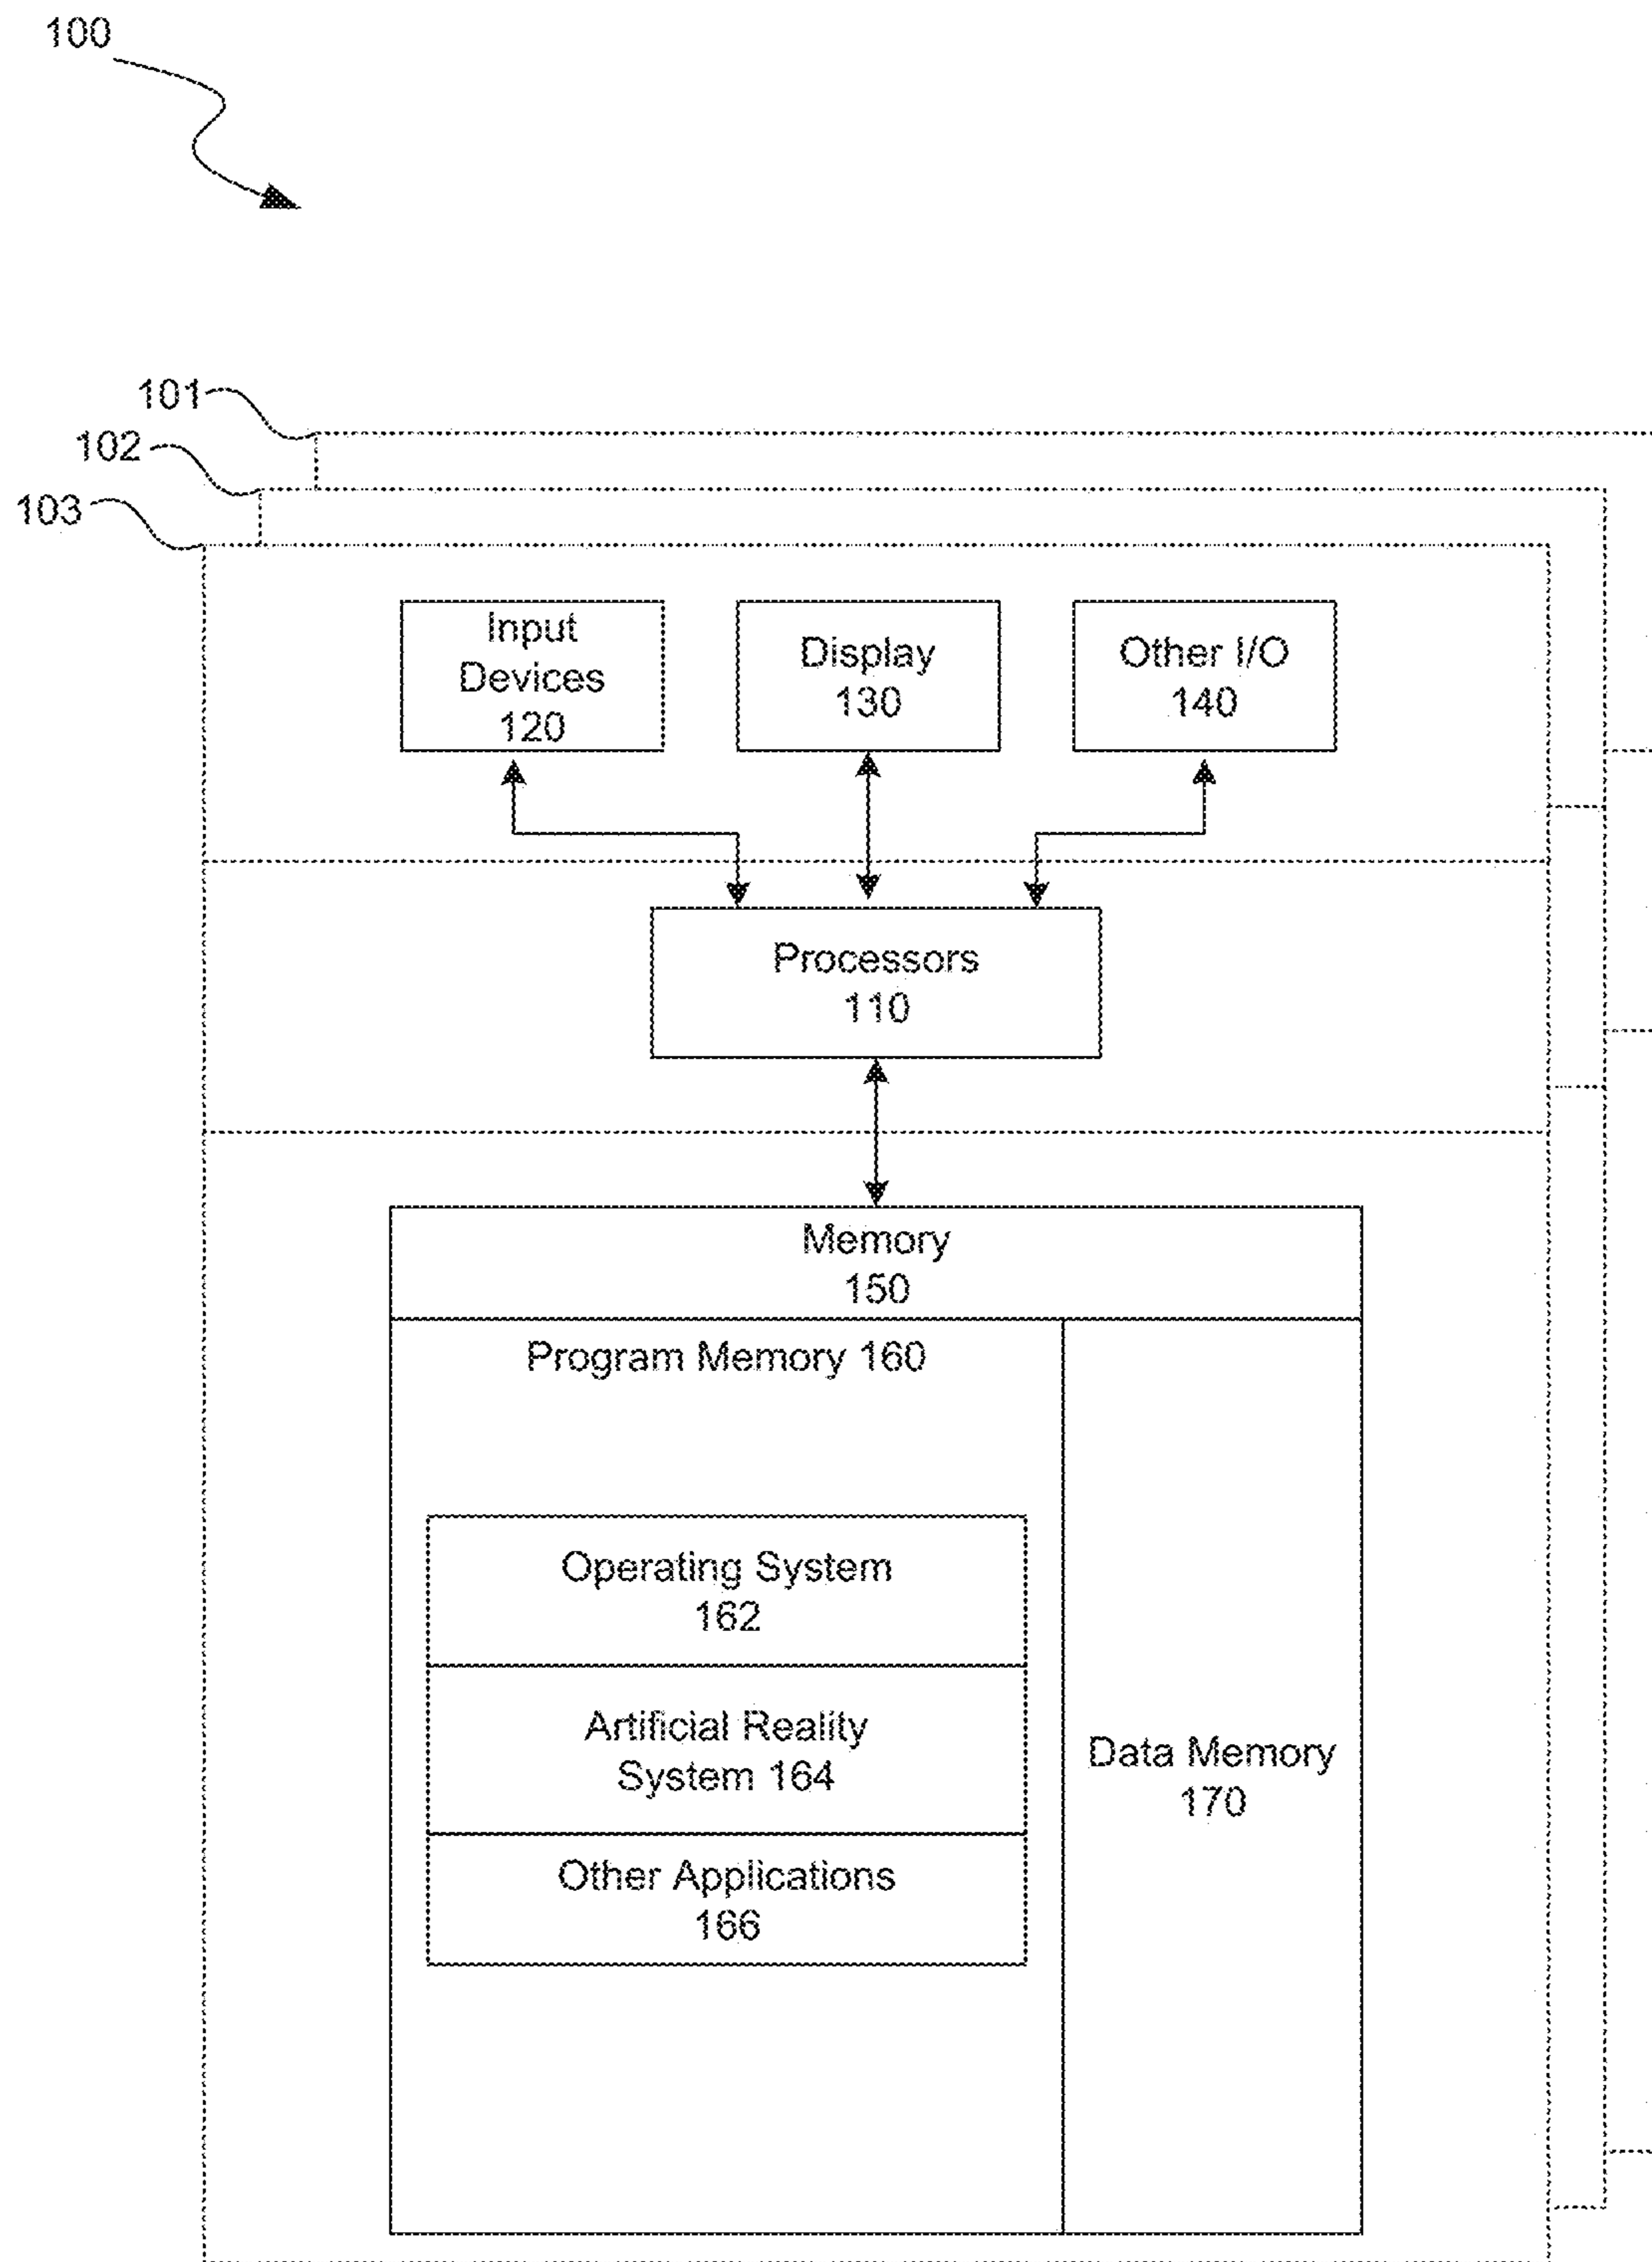 100
101
102
103
Input
Devices
120
Display
130
Other I/O
140
Processors
110
Memory
150
Program Memory 160
Operating System
162
Artificial Reality
System 164
Other Applications
166
Data Memory
170